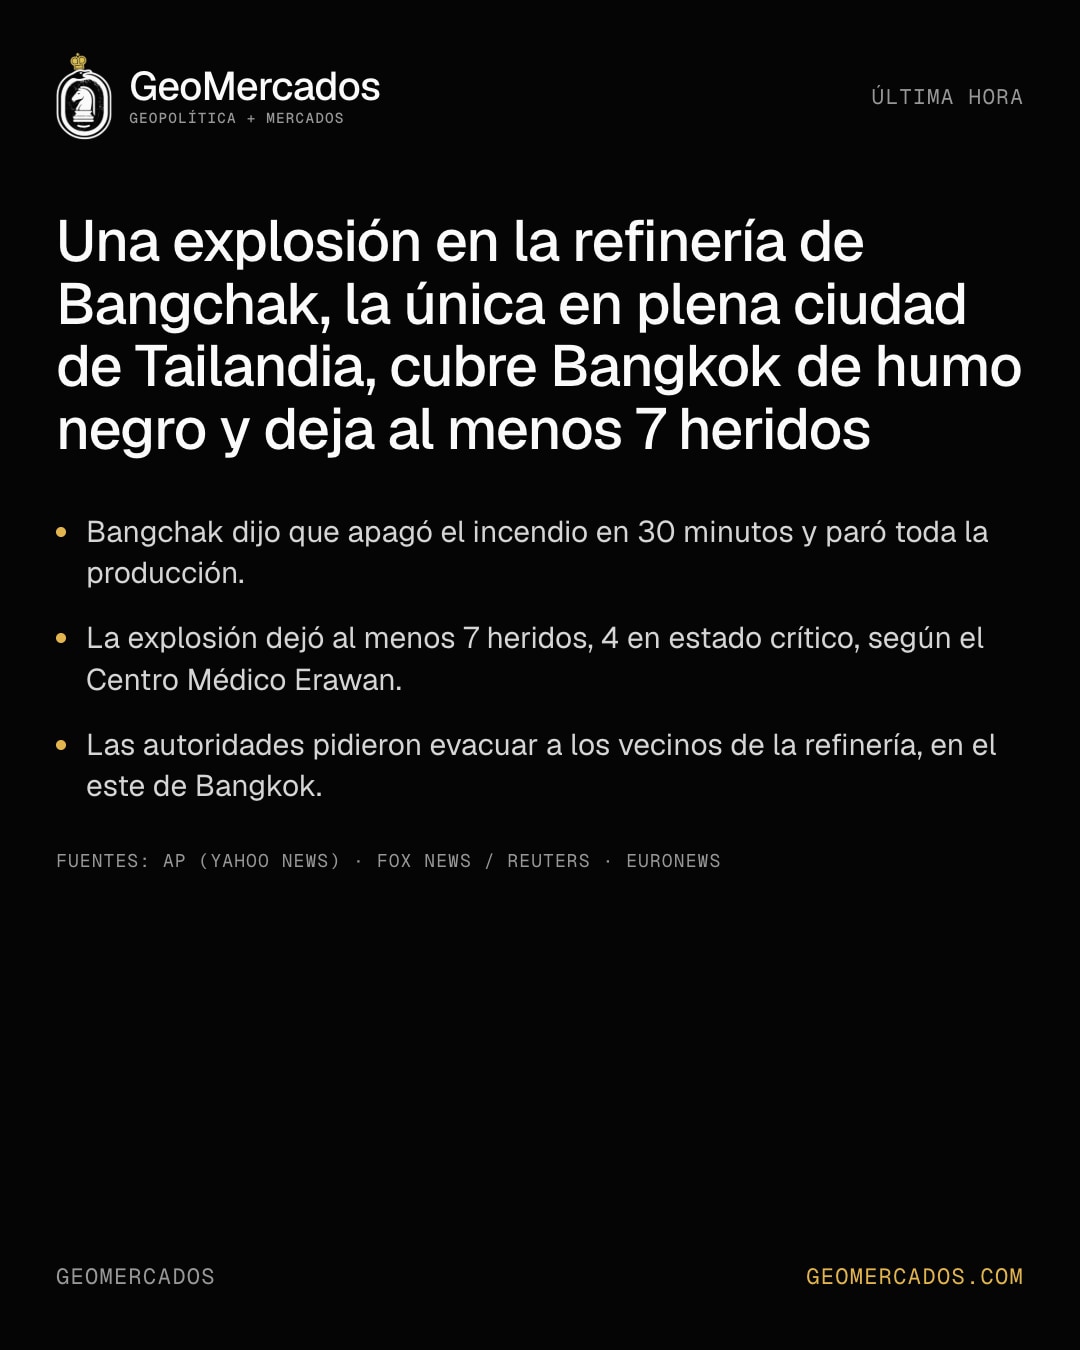 GeoMercados
GEOPOLÍTICA + MERCADOS
ÚLTIMA HORA
Una explosión en la refinería de
Bangchak, la única en plena ciudad
de Tailandia, cubre Bangkok de humo
negro y deja al menos 7 heridos
• Bangchak dijo que apagó el incendio en 30 minutos y paró toda la
producción.
• La explosión dejó al menos 7 heridos, 4 en estado crítico, según el
Centro Médico Erawan.
• Las autoridades pidieron evacuar a los vecinos de la refinería, en el
este de Bangkok.
FUENTES: AP (YAHOO NEWS) · FOX NEWS / REUTERS · EURONEWS
GEOMERCADOS
GEOMERCADOS.COM